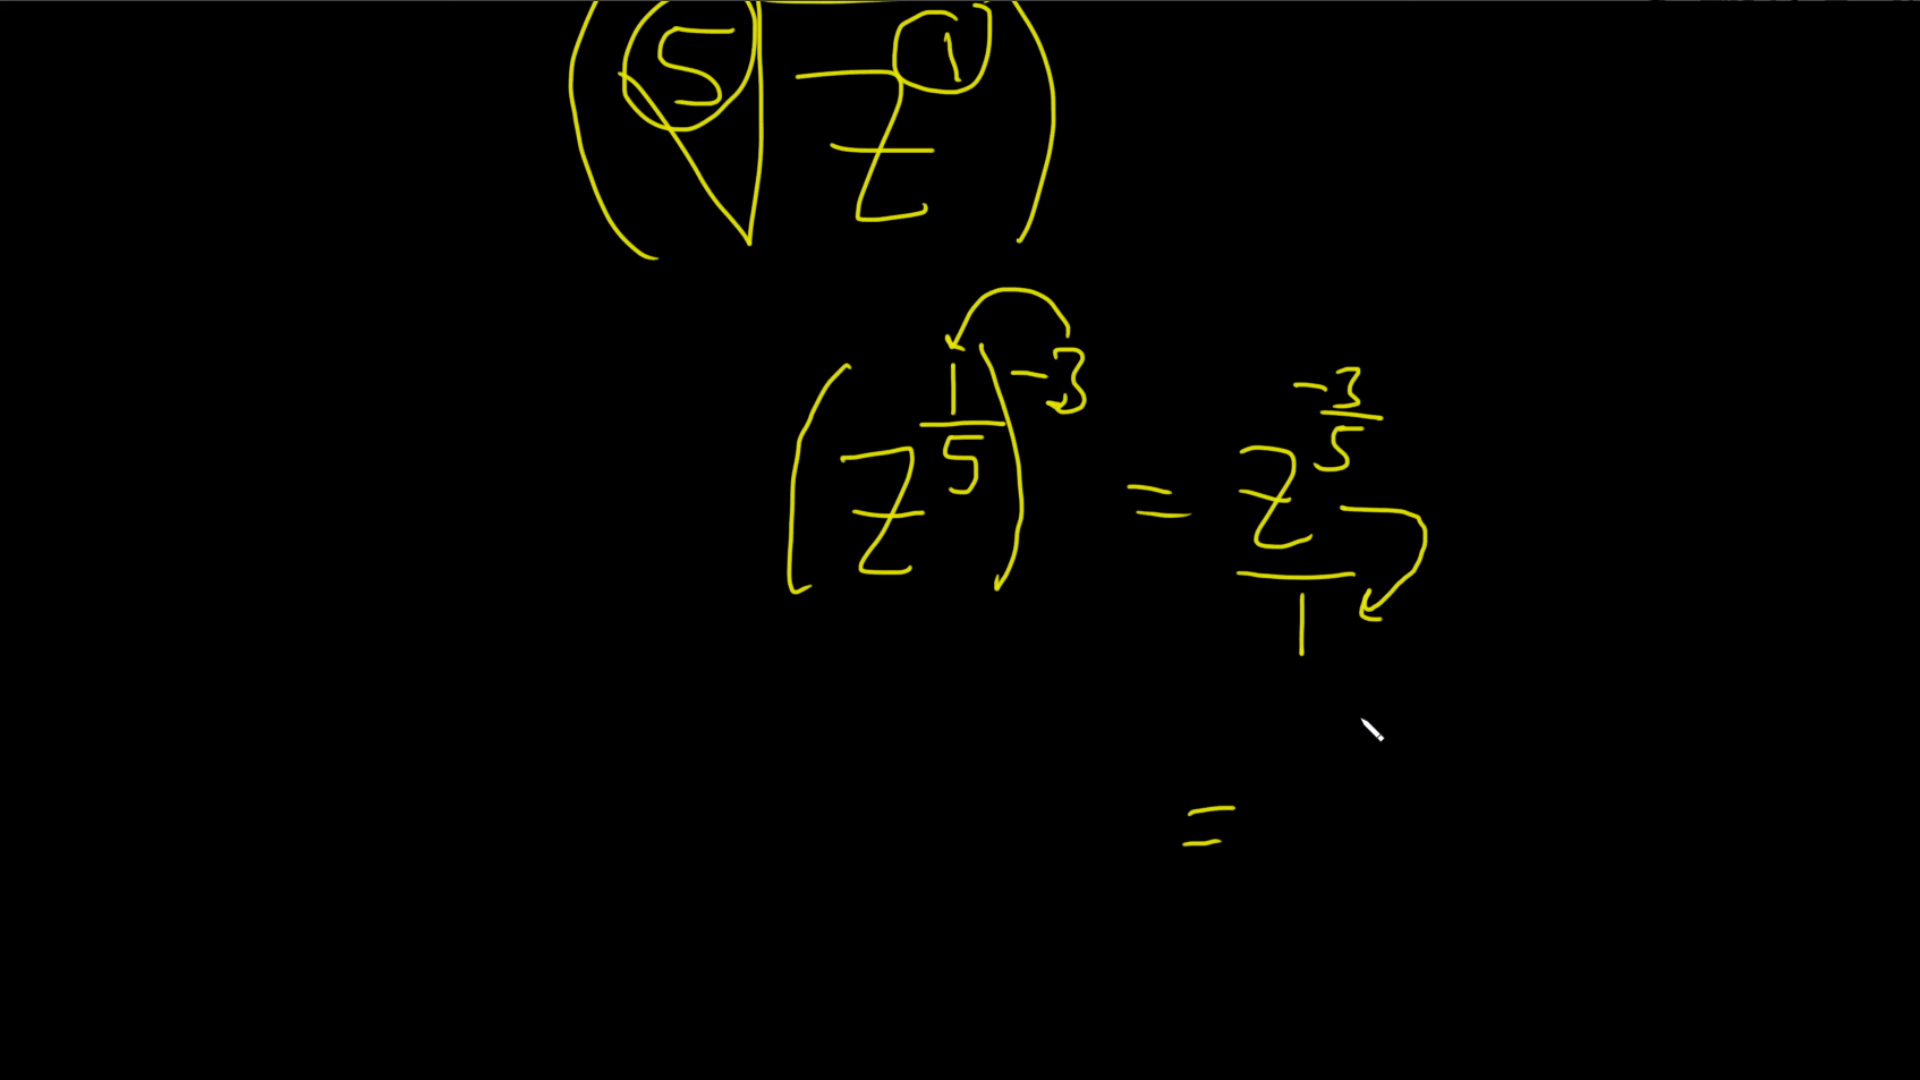 (⁵√z¹)
(z^(1/5))^-3 = z^(-3/5)/1
=